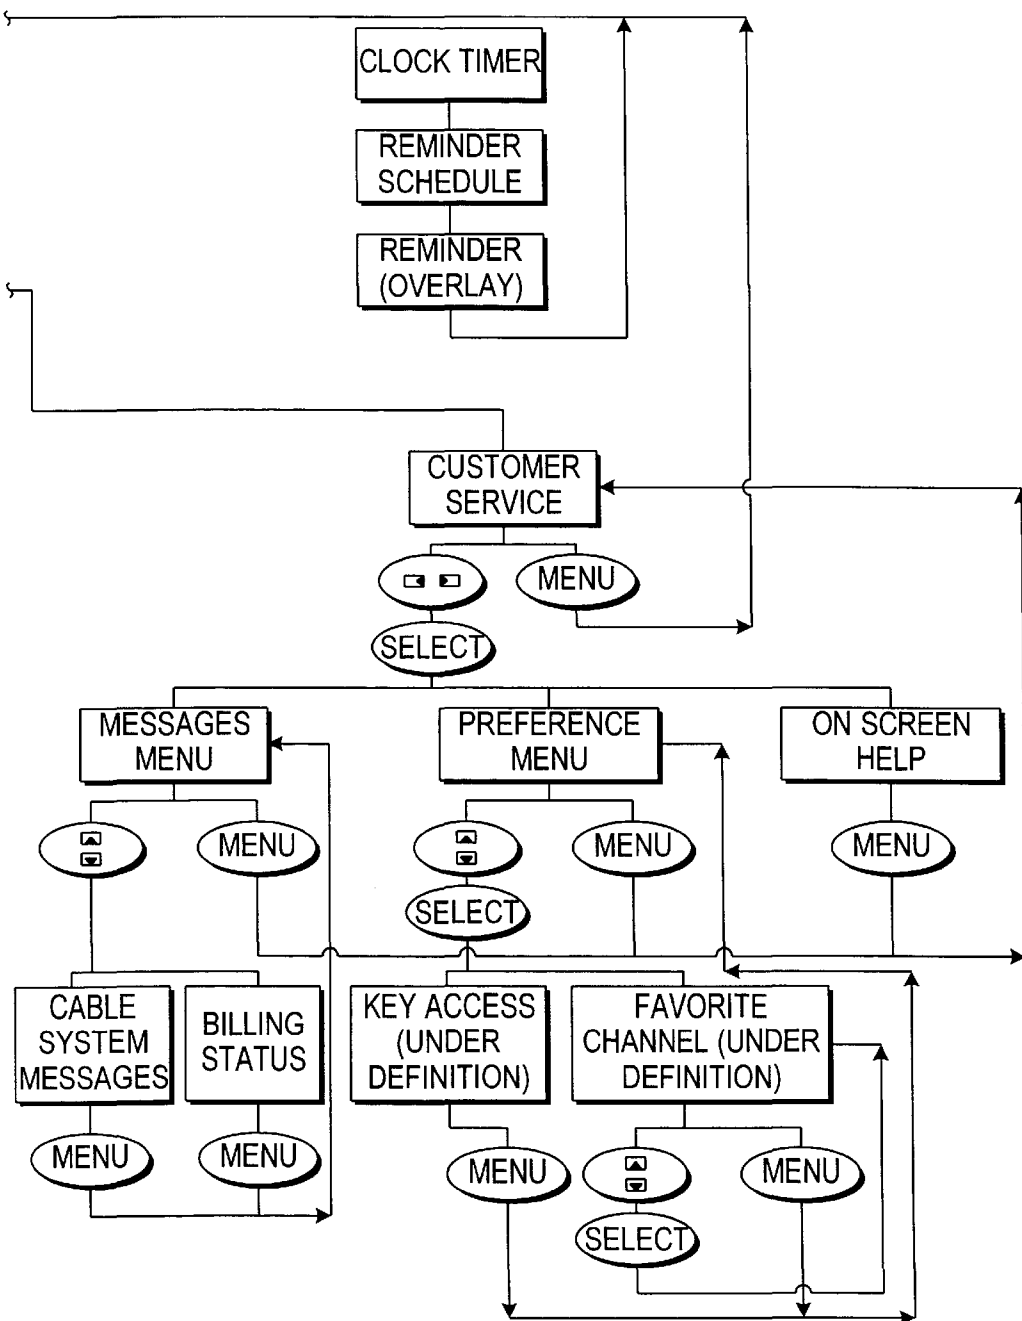 CLOCK TIMER
REMINDER
SCHEDULE
REMINDER
(OVERLAY)
CUSTOMER
SERVICE
MENU
SELECT
MESSAGES
MENU
PREFERENCE
MENU
ON SCREEN
HELP
MENU
MENU
MENU
SELECT
CABLE
SYSTEM
MESSAGES
BILLING
STATUS
KEY ACCESS
(UNDER
DEFINITION)
FAVORITE
CHANNEL (UNDER
DEFINITION)
MENU
MENU
MENU
MENU
SELECT